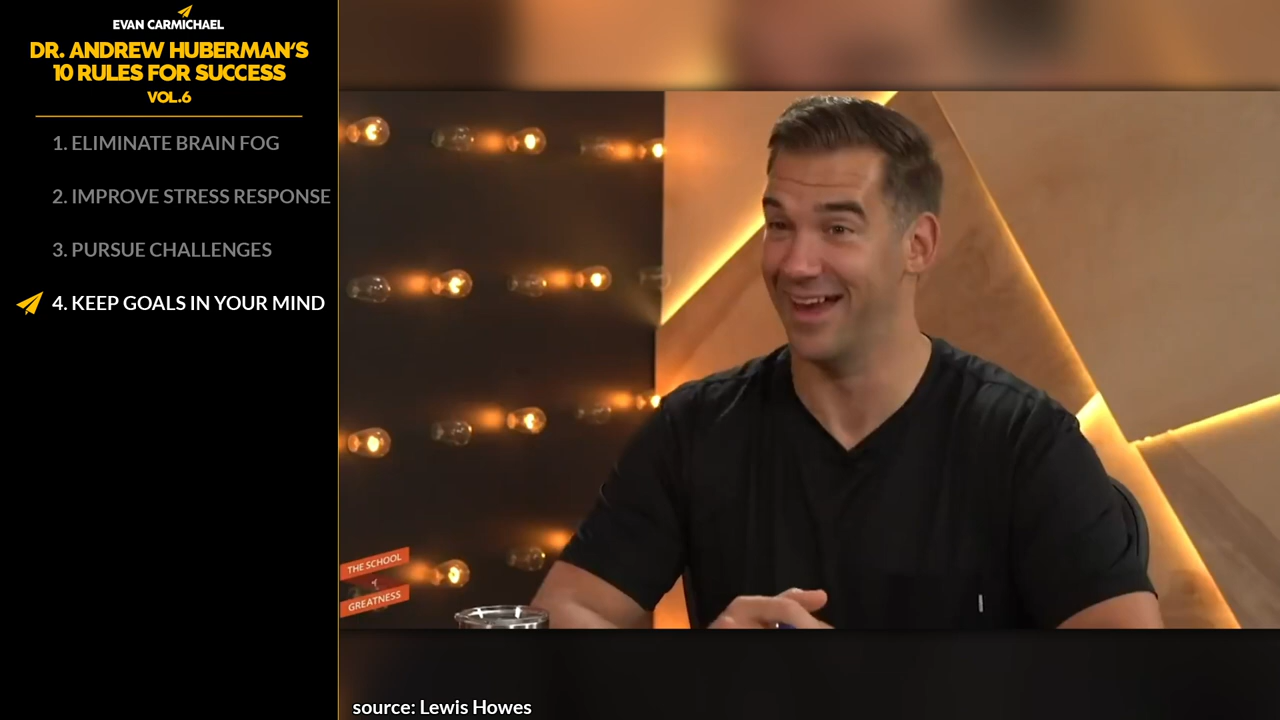 EVAN CARMICHAEL
DR. ANDREW HUBERMAN'S
10 RULES FOR SUCCESS
VOL.6
1. ELIMINATE BRAIN FOG
2. IMPROVE STRESS RESPONSE
3. PURSUE CHALLENGES
4. KEEP GOALS IN YOUR MIND
THE SCHOOL
of
GREATNESS
source: Lewis Howes